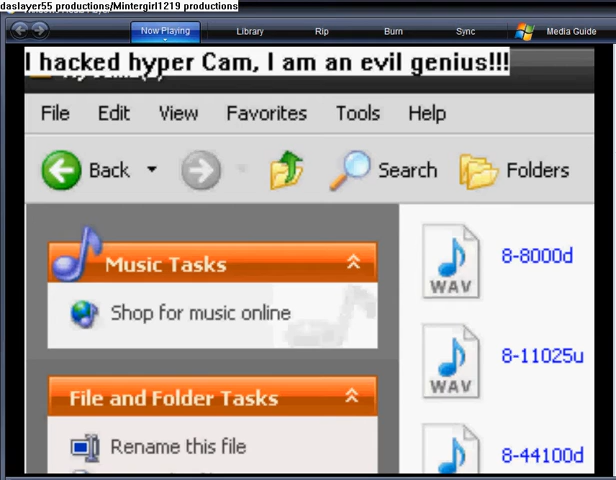 daslayer55 productions/Mintergirl1219 productions
Now Playing Library Rip Burn Sync Media Guide
I hacked hyper Cam, I am an evil genius!!!
File Edit View Favorites Tools Help
Back Search Folders
Music Tasks
Shop for music online
WAV 8-8000d
WAV 8-11025u
File and Folder Tasks
Rename this file
8-44100d